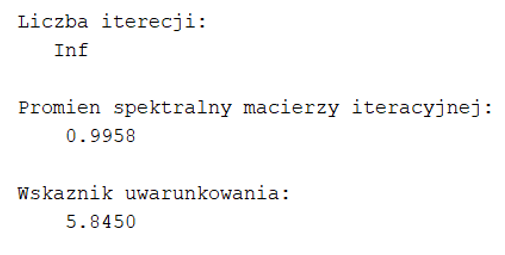 Liczba iterecji:
Inf
Promien spektralny macierzy iteracyjnej:
0.9958
Wskaznik uwarunkowania:
5.8450